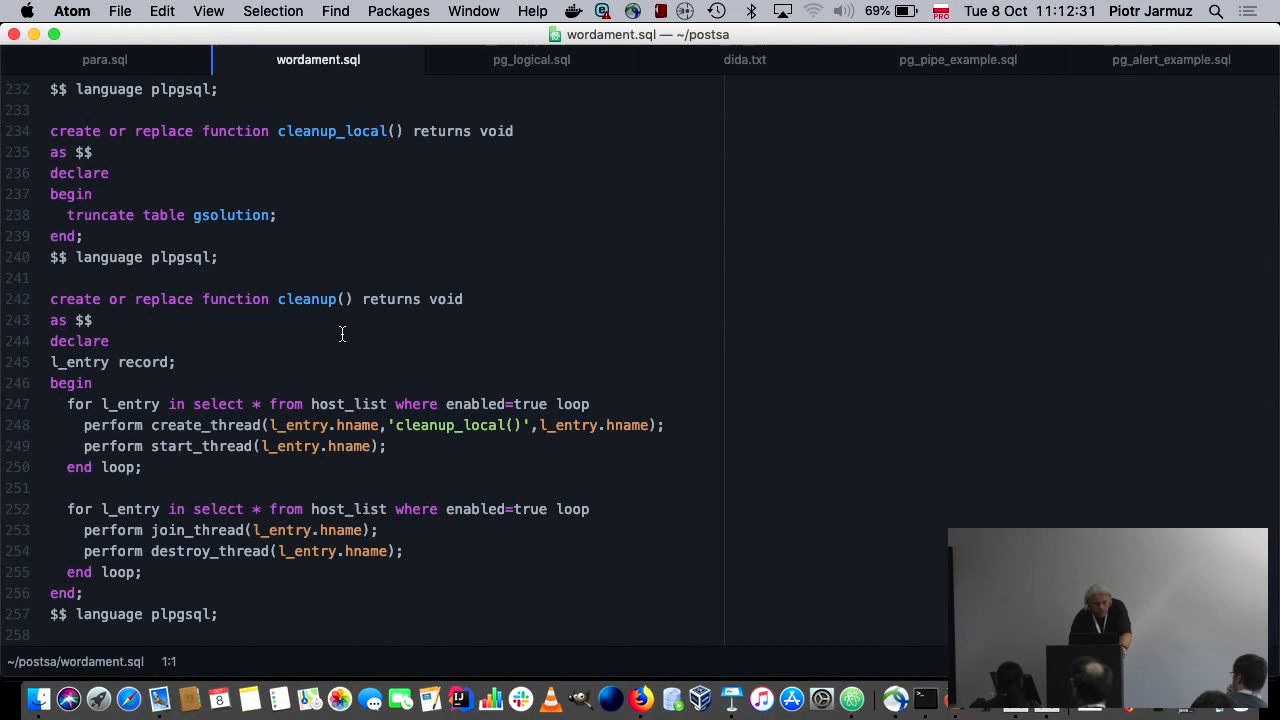 Atom File Edit View Selection Find Packages Window Help 69% PRO Tue 8 Oct 11:12:31 Piotr Jarmuz
wordament.sql — ~/postsa
para.sql wordament.sql pg_logical.sql dida.txt pg_pipe_example.sql pg_alert_example.sql
232 $$ language plpgsql;
233
234 create or replace function cleanup_local() returns void
235 as $$
236 declare
237 begin
238 truncate table gsolution;
239 end;
240 $$ language plpgsql;
241
242 create or replace function cleanup() returns void
243 as $$
244 declare
245 l_entry record;
246 begin
247 for l_entry in select * from host_list where enabled=true loop
248 perform create_thread(l_entry.hname,'cleanup_local()',l_entry.hname);
249 perform start_thread(l_entry.hname);
250 end loop;
251
252 for l_entry in select * from host_list where enabled=true loop
253 perform join_thread(l_entry.hname);
254 perform destroy_thread(l_entry.hname);
255 end loop;
256 end;
257 $$ language plpgsql;
258
~/postsa/wordament.sql 1:1